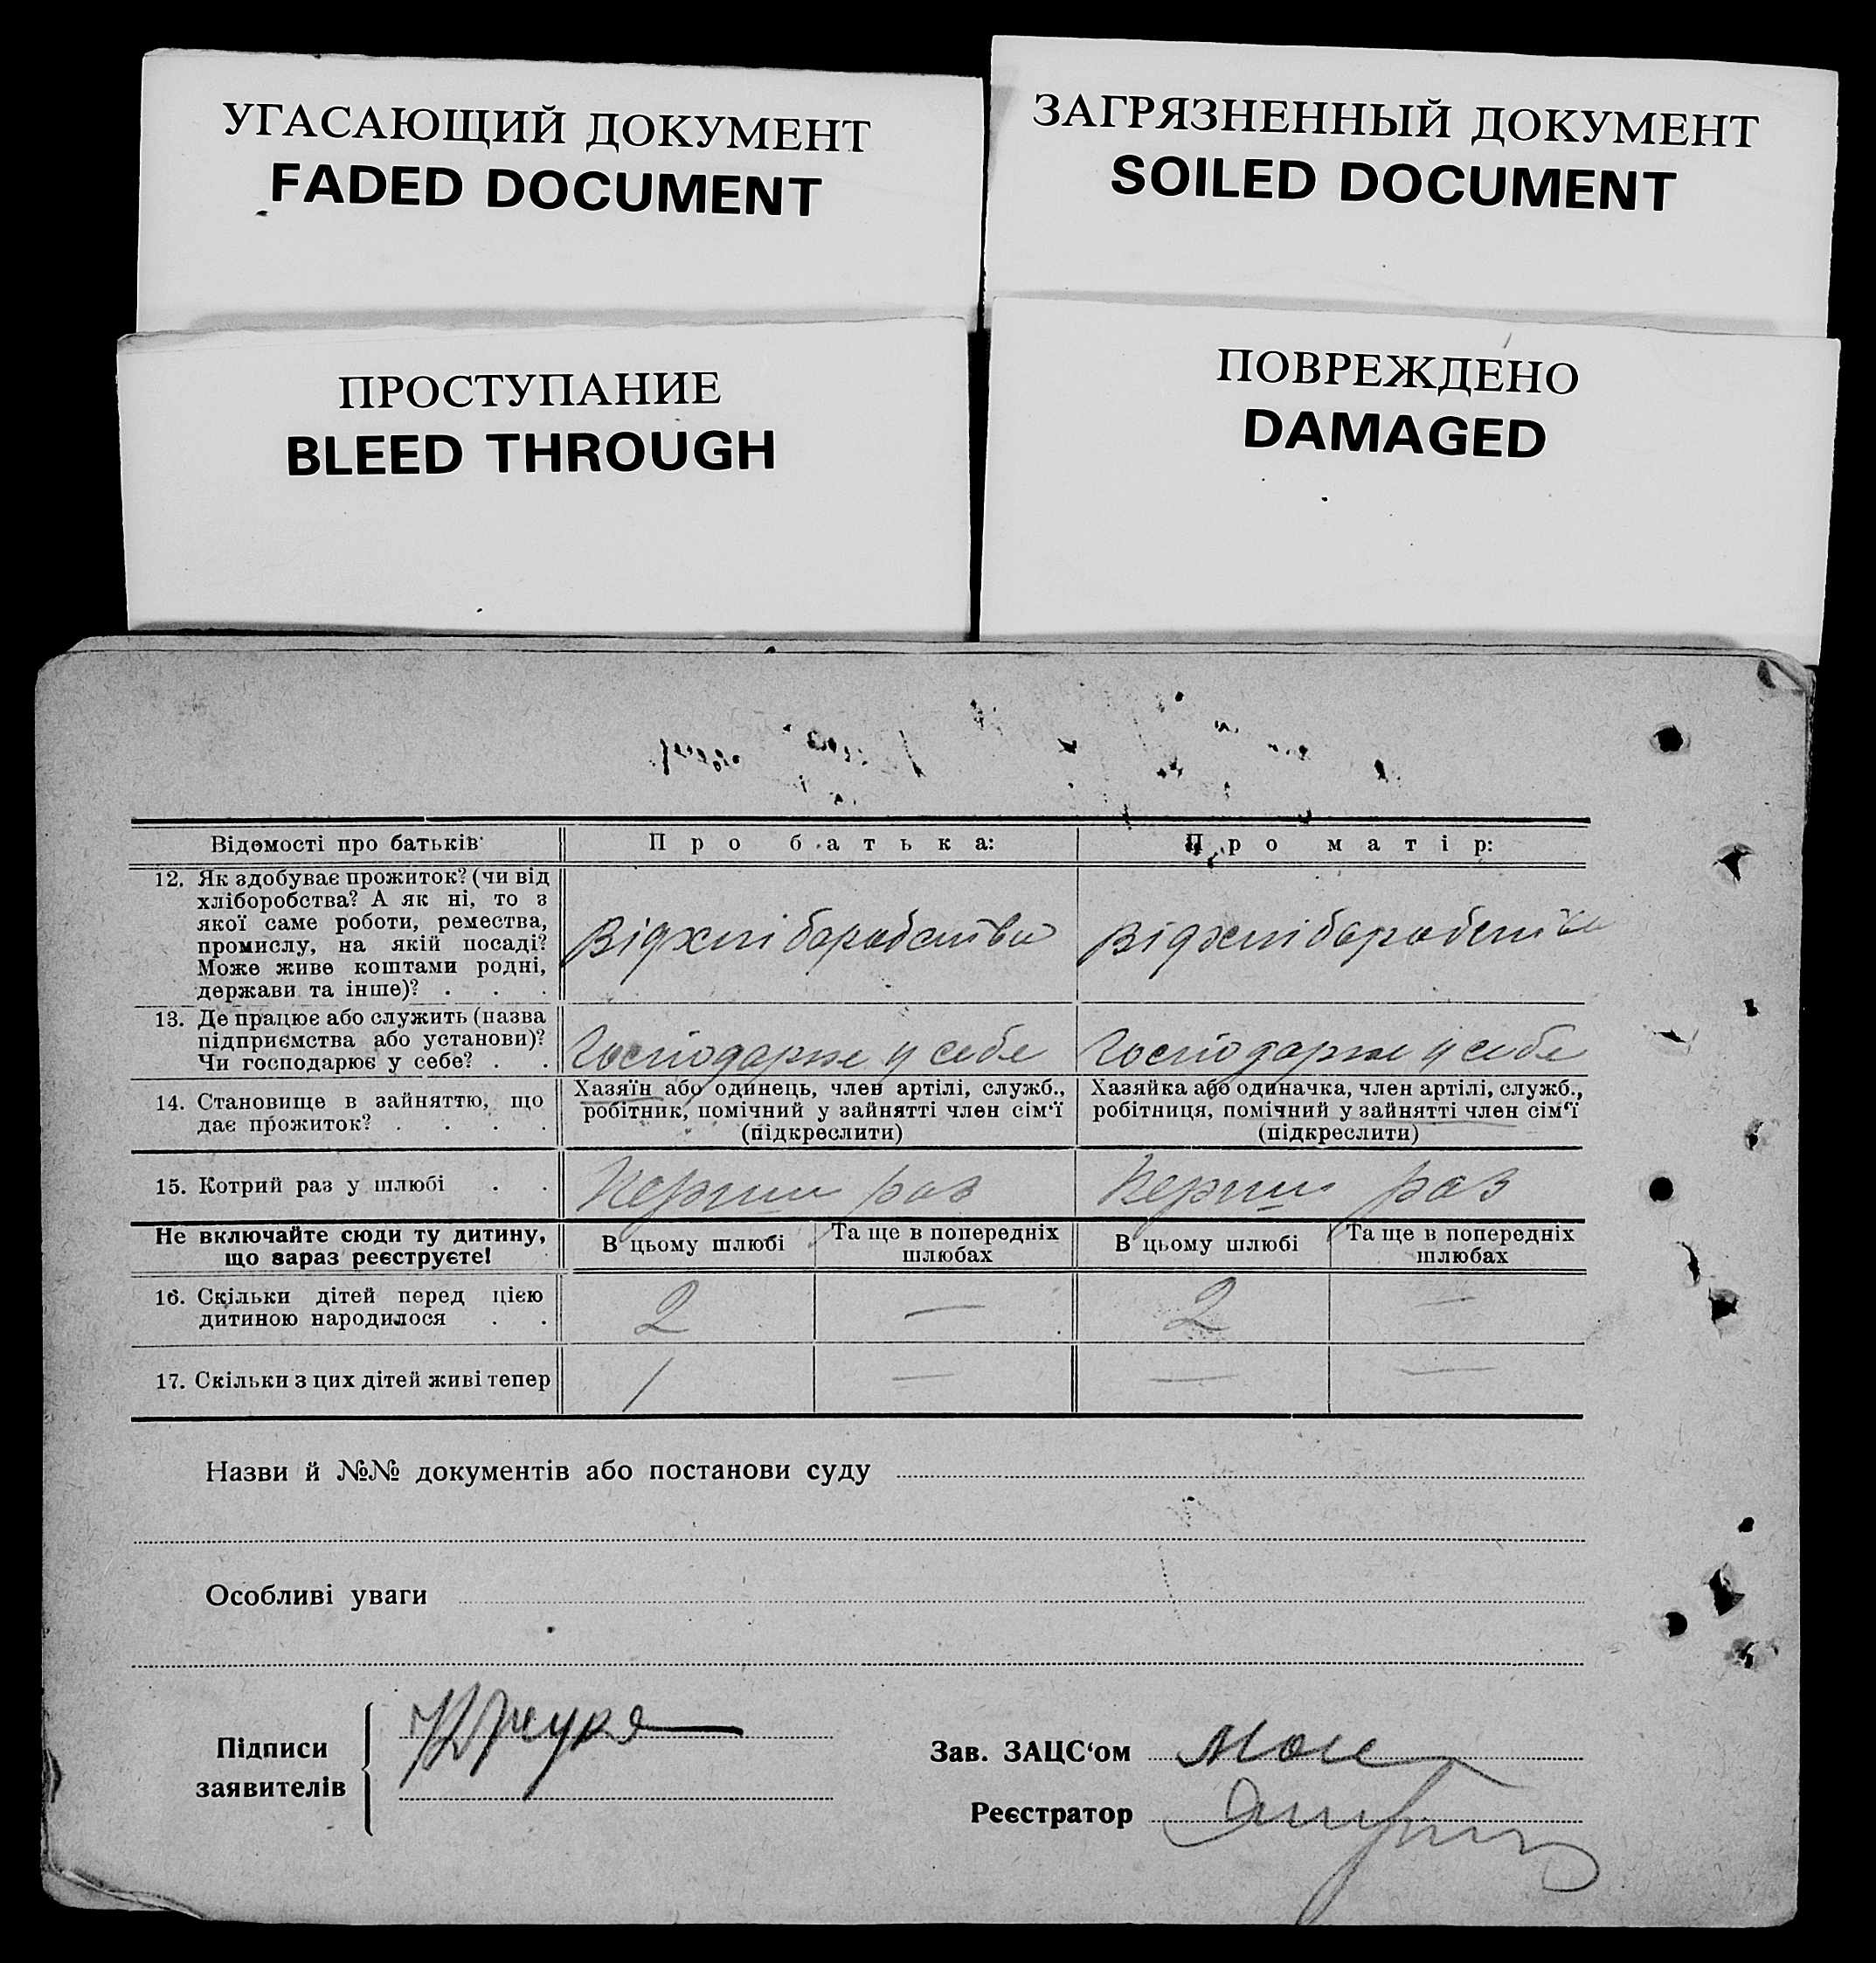 УГАСАЮЩИЙ ДОКУМЕНТ
FADED DOCUMENT
ЗАГРЯЗНЕННЫЙ ДОКУМЕНТ
SOILED DOCUMENT
ПРОСТУПАНИЕ
BLEED THROUGH
ПОВРЕЖДЕНО
DAMAGED
Відомості про батьків
Про батька:
Про матір:
12. Як здобуває прожиток? (чи від
хліборобства? А як ні, то з
якої саме роботи, ремества,
промислу, на якій посаді?
Може живе коштами родні,
держави та інше)? . . .
Від хліборобства
Від хліборобства
13. Де працює або служить (назва
підприємства або установи)?
Чи господарює у себе? . .
Господарює у себе
Господарює у себе
14. Становище в зайняттю, що
дає прожиток? . . . .
Хазяїн або одинець, член артілі, служб.,
робітник, помічний у зайнятті член сім'ї
(підкреслити)
Хазяйка або одиначка, член артілі, служб.,
робітниця, помічний у зайнятті член сім'ї
(підкреслити)
15. Котрий раз у шлюбі . .
Перший раз
Перший раз
Не включайте сюди ту дитину,
що зараз реєструєте!
В цьому шлюбі
Та ще в попередніх
шлюбах
В цьому шлюбі
Та ще в попередніх
шлюбах
16. Скільки дітей перед цією
дитиною народилося . .
2 — 2 —
17. Скільки з цих дітей живі тепер
1 — — —
Назви й №№ документів або постанови суду
Особливі уваги
Підписи
заявителів
Зав. ЗАЦС'ом
Реєстратор